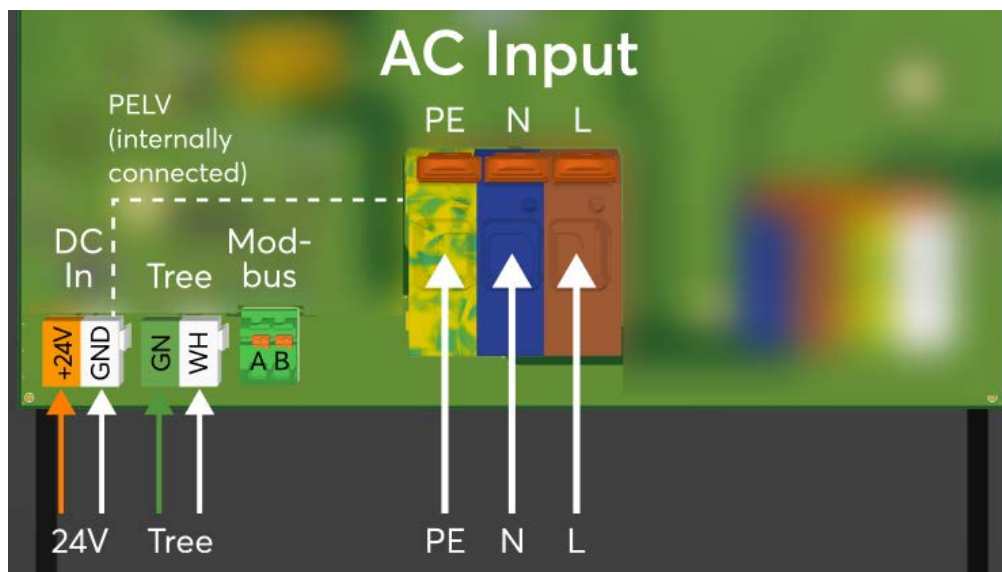 AC Input
PE N L
PELV
(internally
connected)
DC
In
Tree
Mod-
bus
+24V
GND
GN
WH
A B
24V
Tree
PE N L